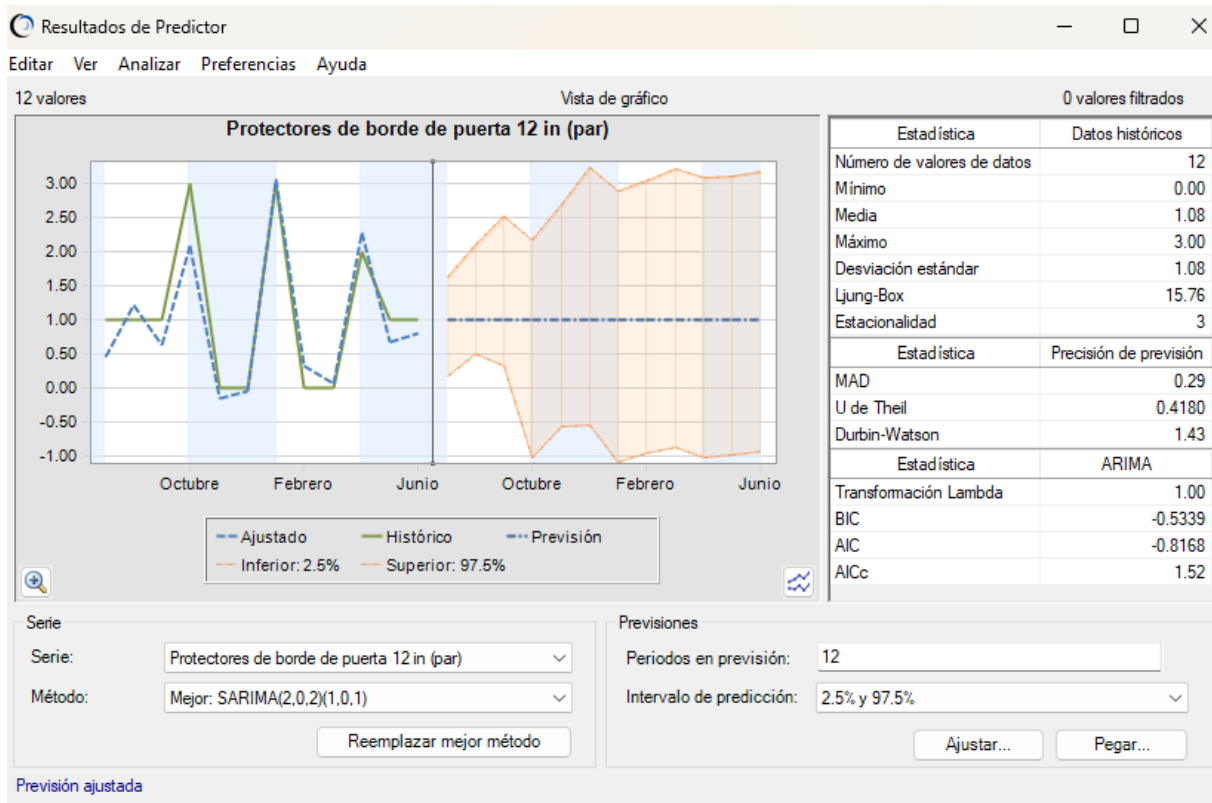 Resultados de Predictor
Editar Ver Analizar Preferencias Ayuda
12 valores Vista de gráfico 0 valores filtrados
Protectores de borde de puerta 12 in (par)
3.00
2.50
2.00
1.50
1.00
0.50
0.00
-0.50
-1.00
Octubre Febrero Junio Octubre Febrero Junio
Ajustado Histórico Previsión
Inferior: 2.5% Superior: 97.5%
Estadística Datos históricos
Número de valores de datos 12
Mínimo 0.00
Media 1.08
Máximo 3.00
Desviación estándar 1.08
Ljung-Box 15.76
Estacionalidad 3
Estadística Precisión de previsión
MAD 0.29
U de Theil 0.4180
Durbin-Watson 1.43
Estadística ARIMA
Transformación Lambda 1.00
BIC -0.5339
AIC -0.8168
AICc 1.52
Serie
Serie: Protectores de borde de puerta 12 in (par)
Método: Mejor: SARIMA(2,0,2)(1,0,1)
Reemplazar mejor método
Previsiones
Periodos en previsión: 12
Intervalo de predicción: 2.5% y 97.5%
Ajustar... Pegar...
Previsión ajustada